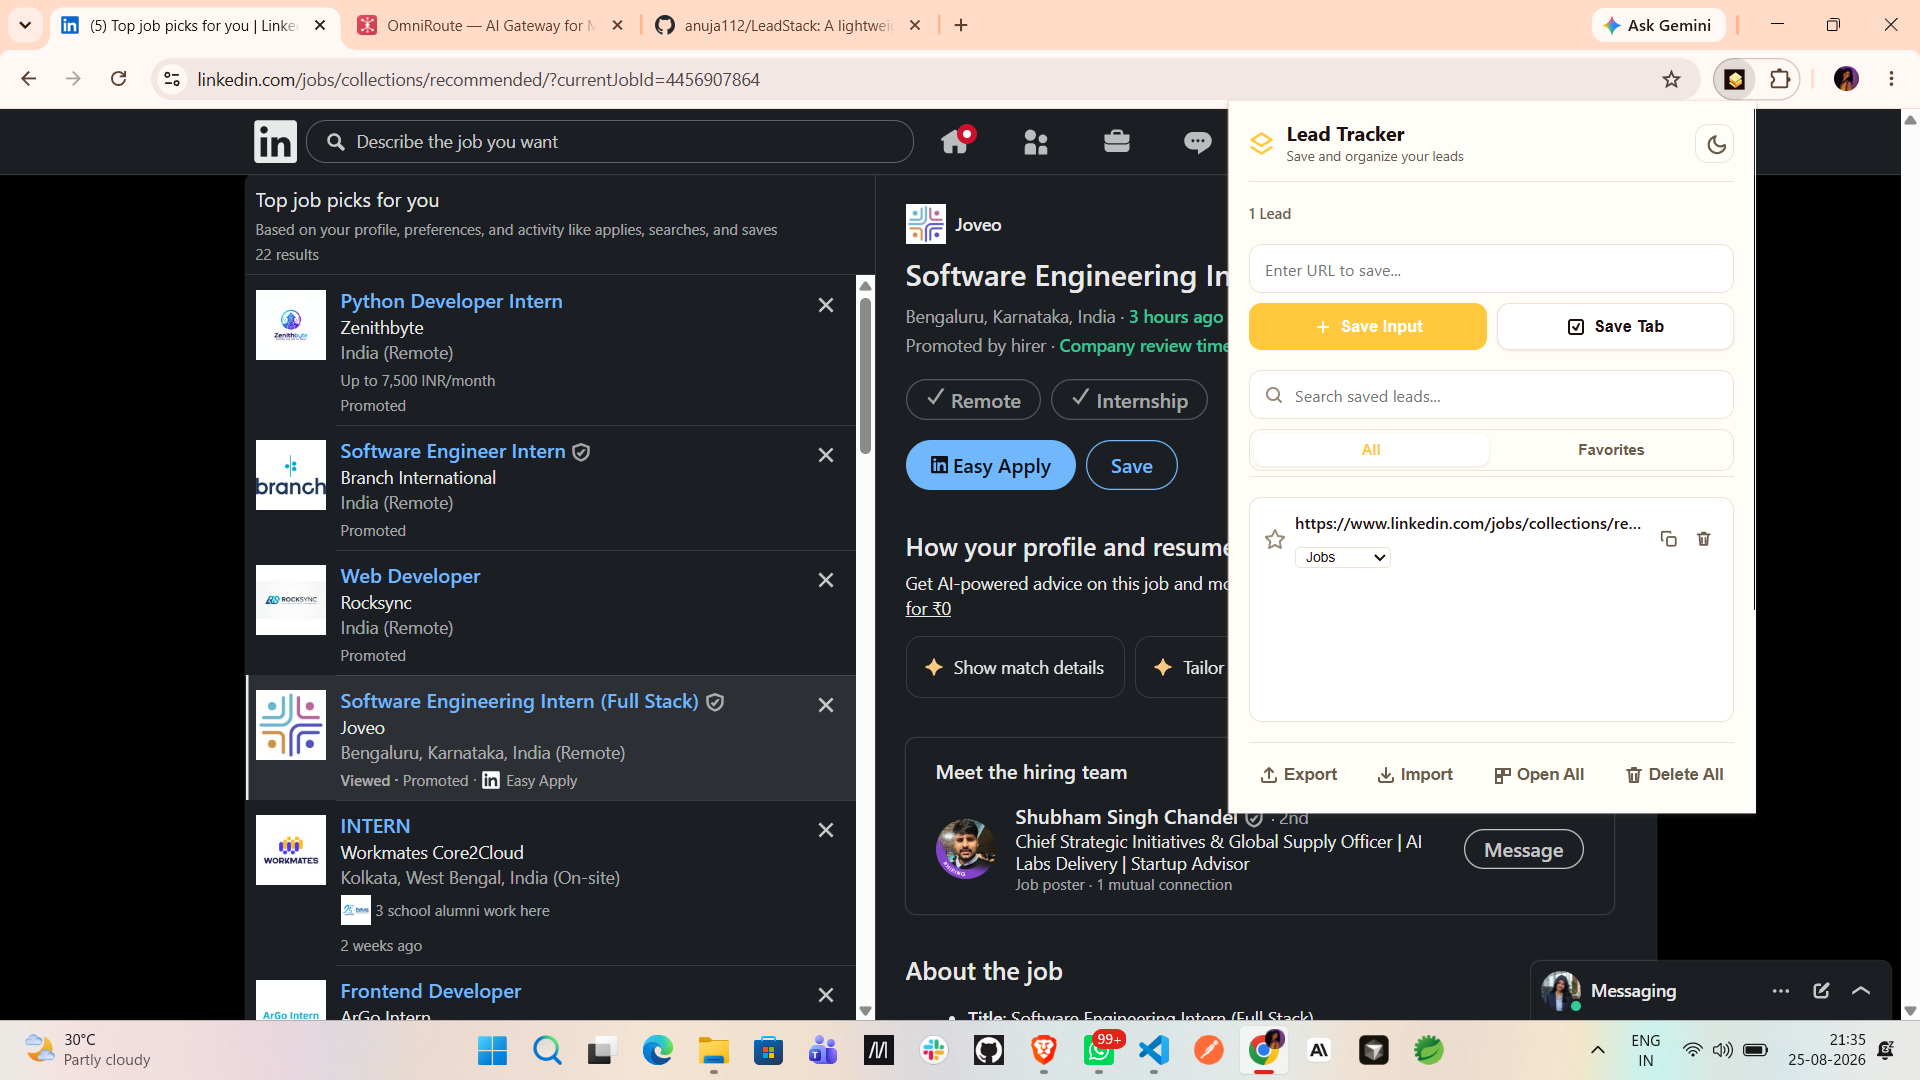 (5) Top job picks for you | Linke
OmniRoute — AI Gateway for M
anuja112/LeadStack: A lightweig
Ask Gemini
linkedin.com/jobs/collections/recommended/?currentJobId=4456907864
in
Describe the job you want
Top job picks for you
Based on your profile, preferences, and activity like applies, searches, and saves
22 results
Python Developer Intern
Zenithbyte
India (Remote)
Up to 7,500 INR/month
Promoted
Zenithbyte
Software Engineer Intern
Branch International
India (Remote)
Promoted
branch
Web Developer
Rocksync
India (Remote)
Promoted
ROCKSYNC
Software Engineering Intern (Full Stack)
Joveo
Bengaluru, Karnataka, India (Remote)
Viewed · Promoted · in Easy Apply
INTERN
Workmates Core2Cloud
Kolkata, West Bengal, India (On-site)
3 school alumni work here
2 weeks ago
WORKMATES
Frontend Developer
ArGo Intern
ArGo Intern
Joveo
Software Engineering In
Bengaluru, Karnataka, India · 3 hours ago
Promoted by hirer · Company review time
Remote
Internship
in Easy Apply
Save
How your profile and resume
Get AI-powered advice on this job and mo
for ₹0
Show match details
Tailor
Meet the hiring team
Shubham Singh Chandel · 2nd
Chief Strategic Initiatives & Global Supply Officer | AI
Labs Delivery | Startup Advisor
Job poster · 1 mutual connection
Message
About the job
Title: Software Engineering Intern (Full Stack)
Lead Tracker
Save and organize your leads
1 Lead
Enter URL to save...
+ Save Input
Save Tab
Search saved leads...
All
Favorites
https://www.linkedin.com/jobs/collections/re...
Jobs
Export
Import
Open All
Delete All
Messaging
30°C
Partly cloudy
99+
ENG
IN
21:35
25-08-2026